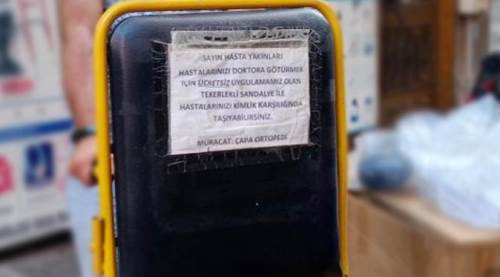 SAYIN HASTA YAKINLARI
HASTALARINIZI DOKTORA GÖTÜRMEK
İÇİN ÜCRETSİZ UYGULAMAMIZ OLAN
TEKERLEKLİ SANDALYE İLE
HASTALARINIZI KİMLİK KARŞILIĞINDA
TAŞIYABİLİRSİNİZ.
MÜRACAT: ÇAPA ORTOPEDİ